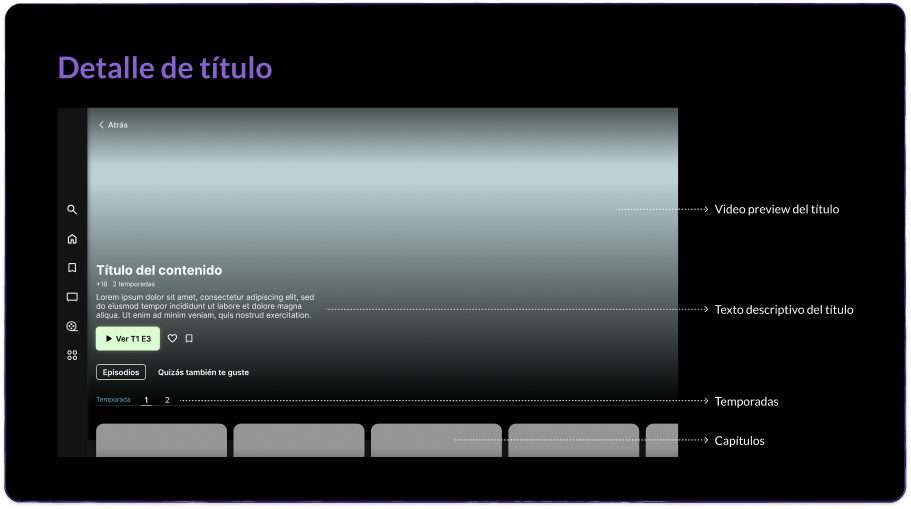 Detalle de título
Atrás
Video preview del título
Título del contenido
+16 2 temporadas
Lorem ipsum dolor sit amet, consectetur adipiscing elit, sed
do eiusmod tempor incididunt ut labore et dolore magna
aliqua. Ut enim ad minim veniam, quis nostrud exercitation.
Texto descriptivo del título
Ver T1 E3
Episodios
Quizás también te guste
Temporada 1 2
Temporadas
Capítulos